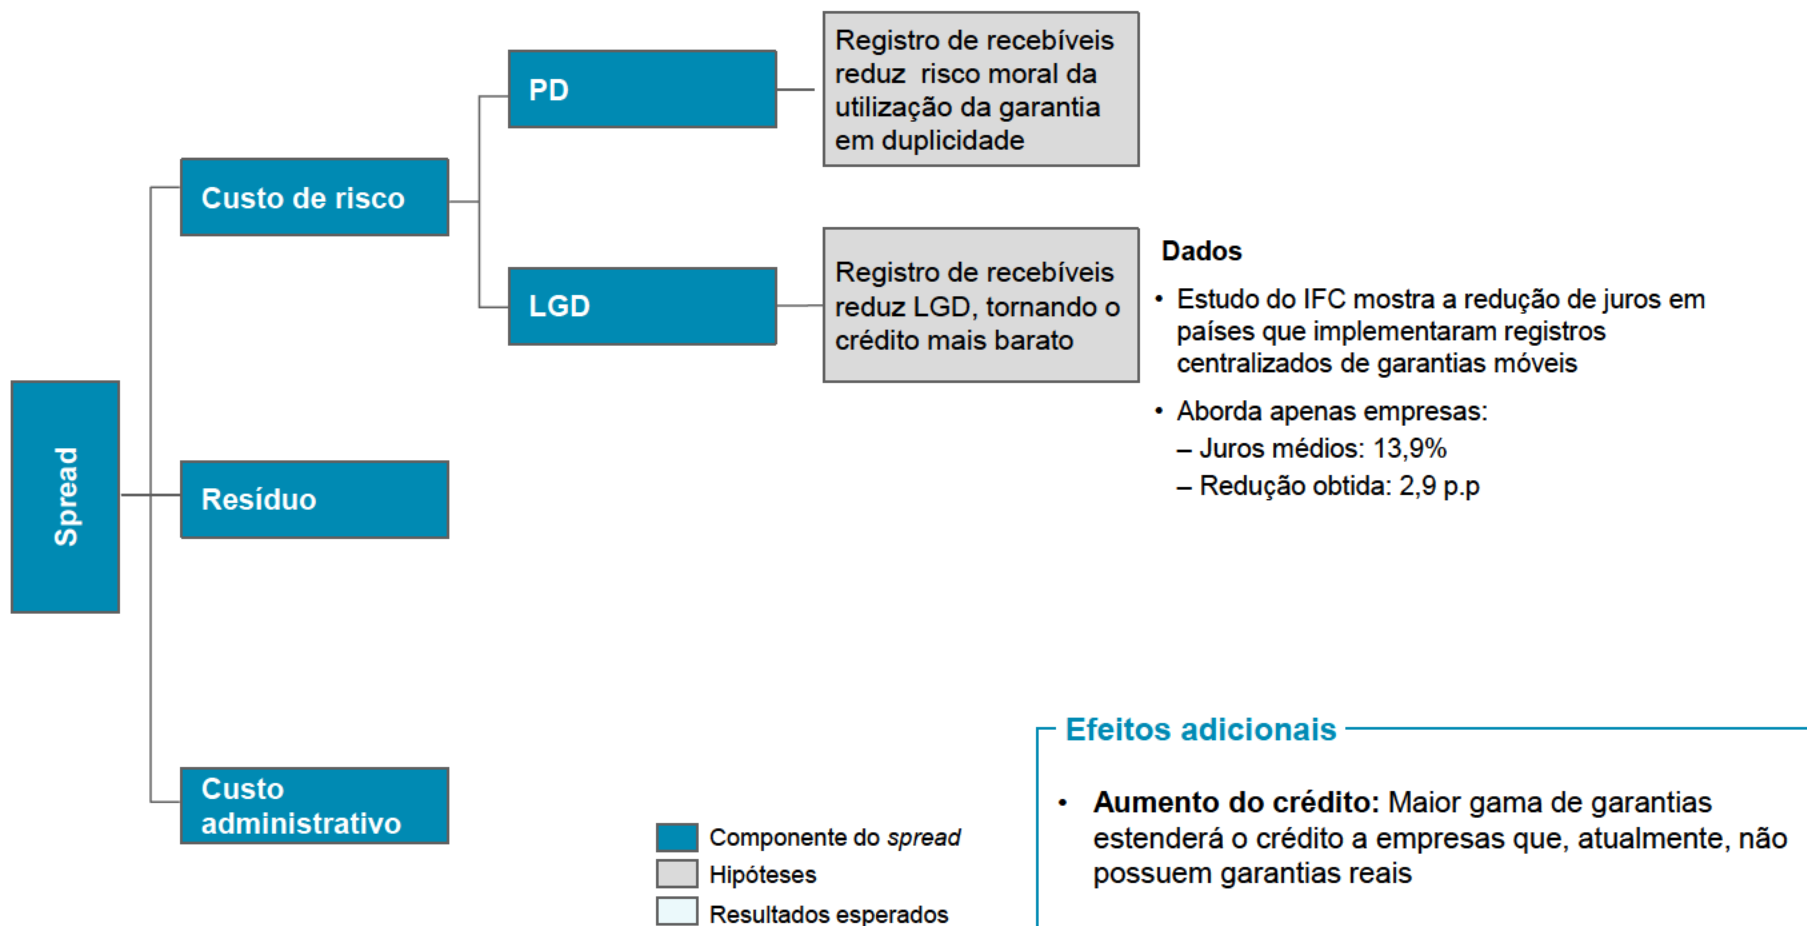 Registro de recebíveis
reduz risco moral da
utilização da garantia
em duplicidade
PD
Custo de risco
Registro de recebíveis
reduz LGD, tornando o
crédito mais barato
LGD
Dados
• Estudo do IFC mostra a redução de juros em
países que implementaram registros
centralizados de garantias móveis
• Aborda apenas empresas:
– Juros médios: 13,9%
– Redução obtida: 2,9 p.p
Spread
Resíduo
Custo
administrativo
Componente do spread
Hipóteses
Resultados esperados
Efeitos adicionais
• Aumento do crédito: Maior gama de garantias
estenderá o crédito a empresas que, atualmente, não
possuem garantias reais